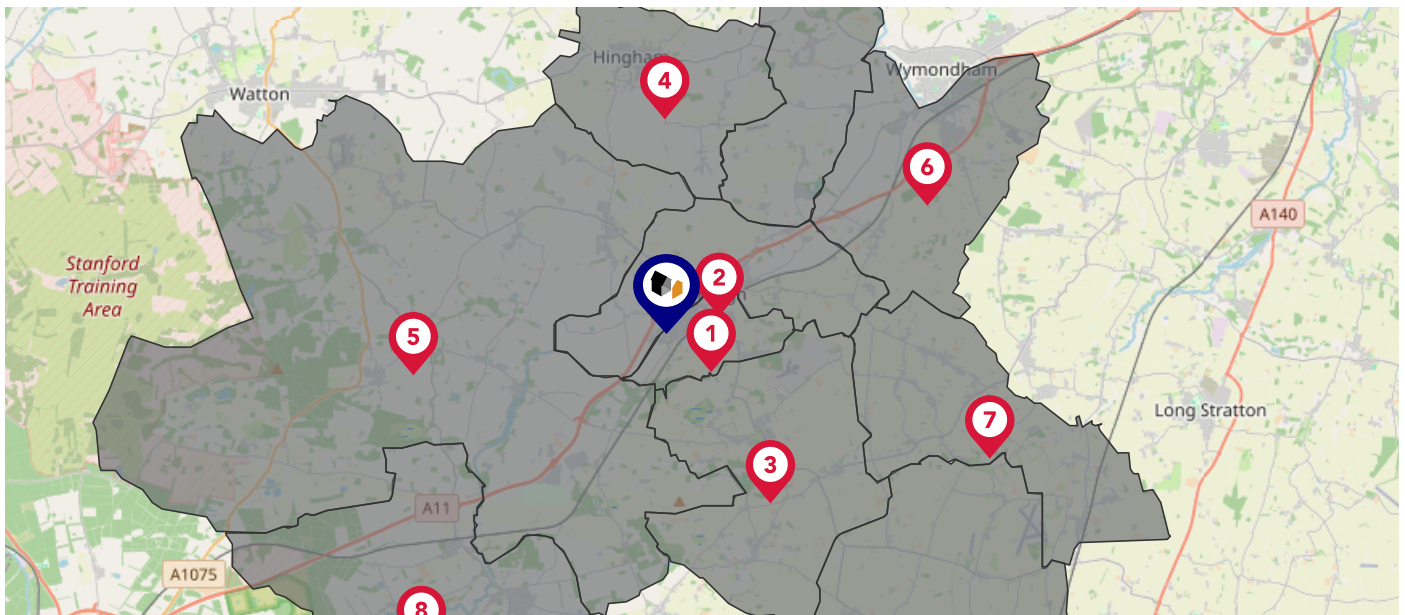 Hingham
4
Wymondham
Watton
6
A140
Stanford
Training
Area
2
1
5
Long Stratton
7
3
A11
A1075
8